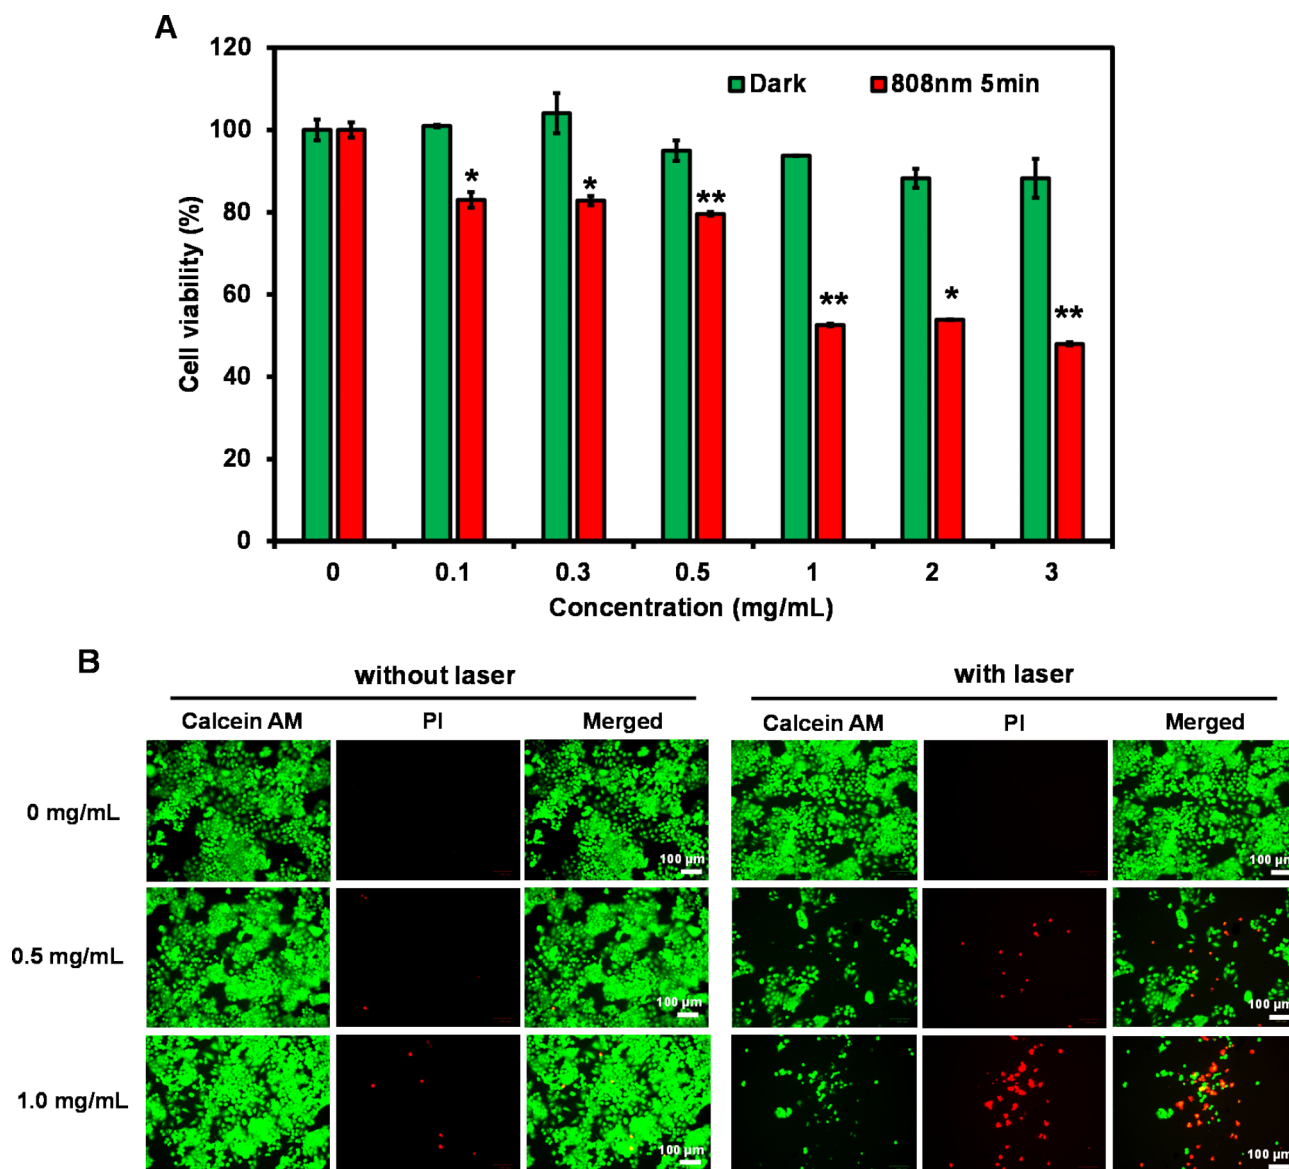 A
120
100
80
60
40
20
0
Cell viability (%)
Dark 808nm 5min
* * ** ** * **
0 0.1 0.3 0.5 1 2 3
Concentration (mg/mL)
B
without laser with laser
Calcein AM PI Merged Calcein AM PI Merged
0 mg/mL
100 µm 100 µm
0.5 mg/mL
100 µm 100 µm
1.0 mg/mL
100 µm 100 µm